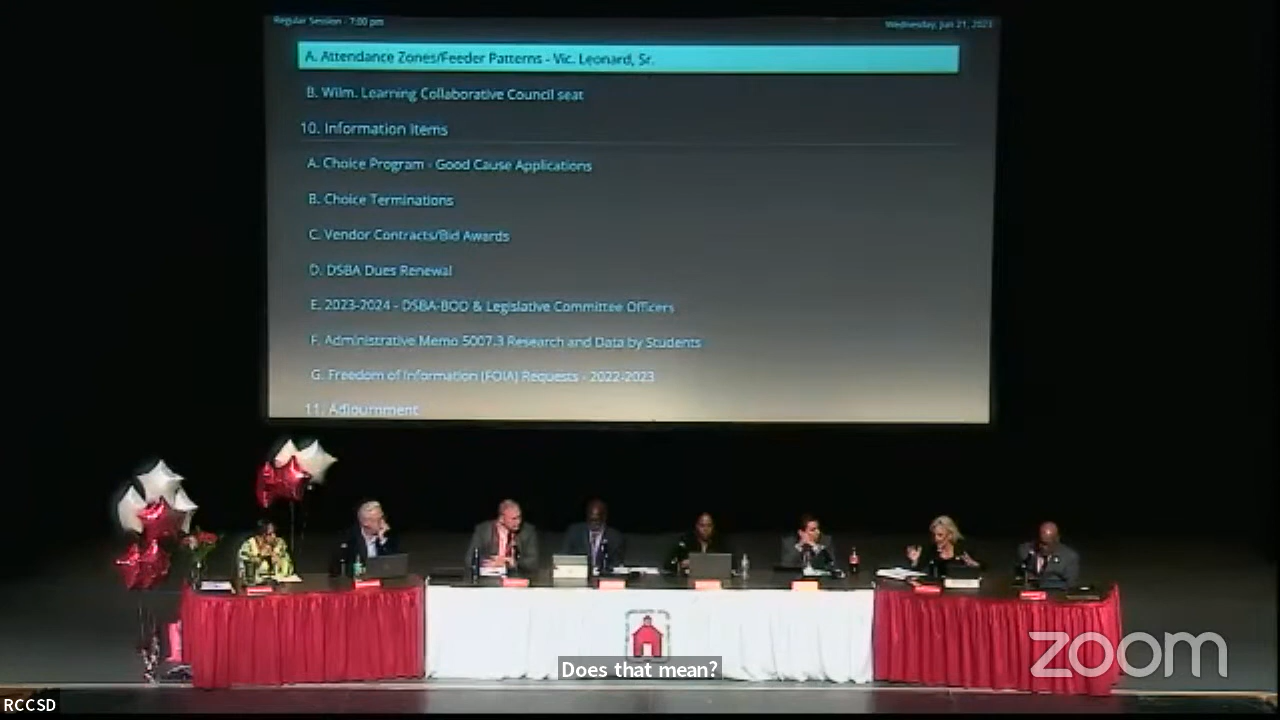 Regular Session - 7:00 pm
Wednesday, Jun 21, 2023
A. Attendance Zones/Feeder Patterns - Vic. Leonard, Sr.
B. Wilm. Learning Collaborative Council seat
10. Information Items
A. Choice Program - Good Cause Applications
B. Choice Terminations
C. Vendor Contracts/Bid Awards
D. DSBA Dues Renewal
E. 2023-2024 - DSBA-BOD & Legislative Committee Officers
F. Administrative Memo 5007.3 Research and Data by Students
G. Freedom of Information (FOIA) Requests - 2022-2023
11. Adjournment
Does that mean?
zoom
RCCSD